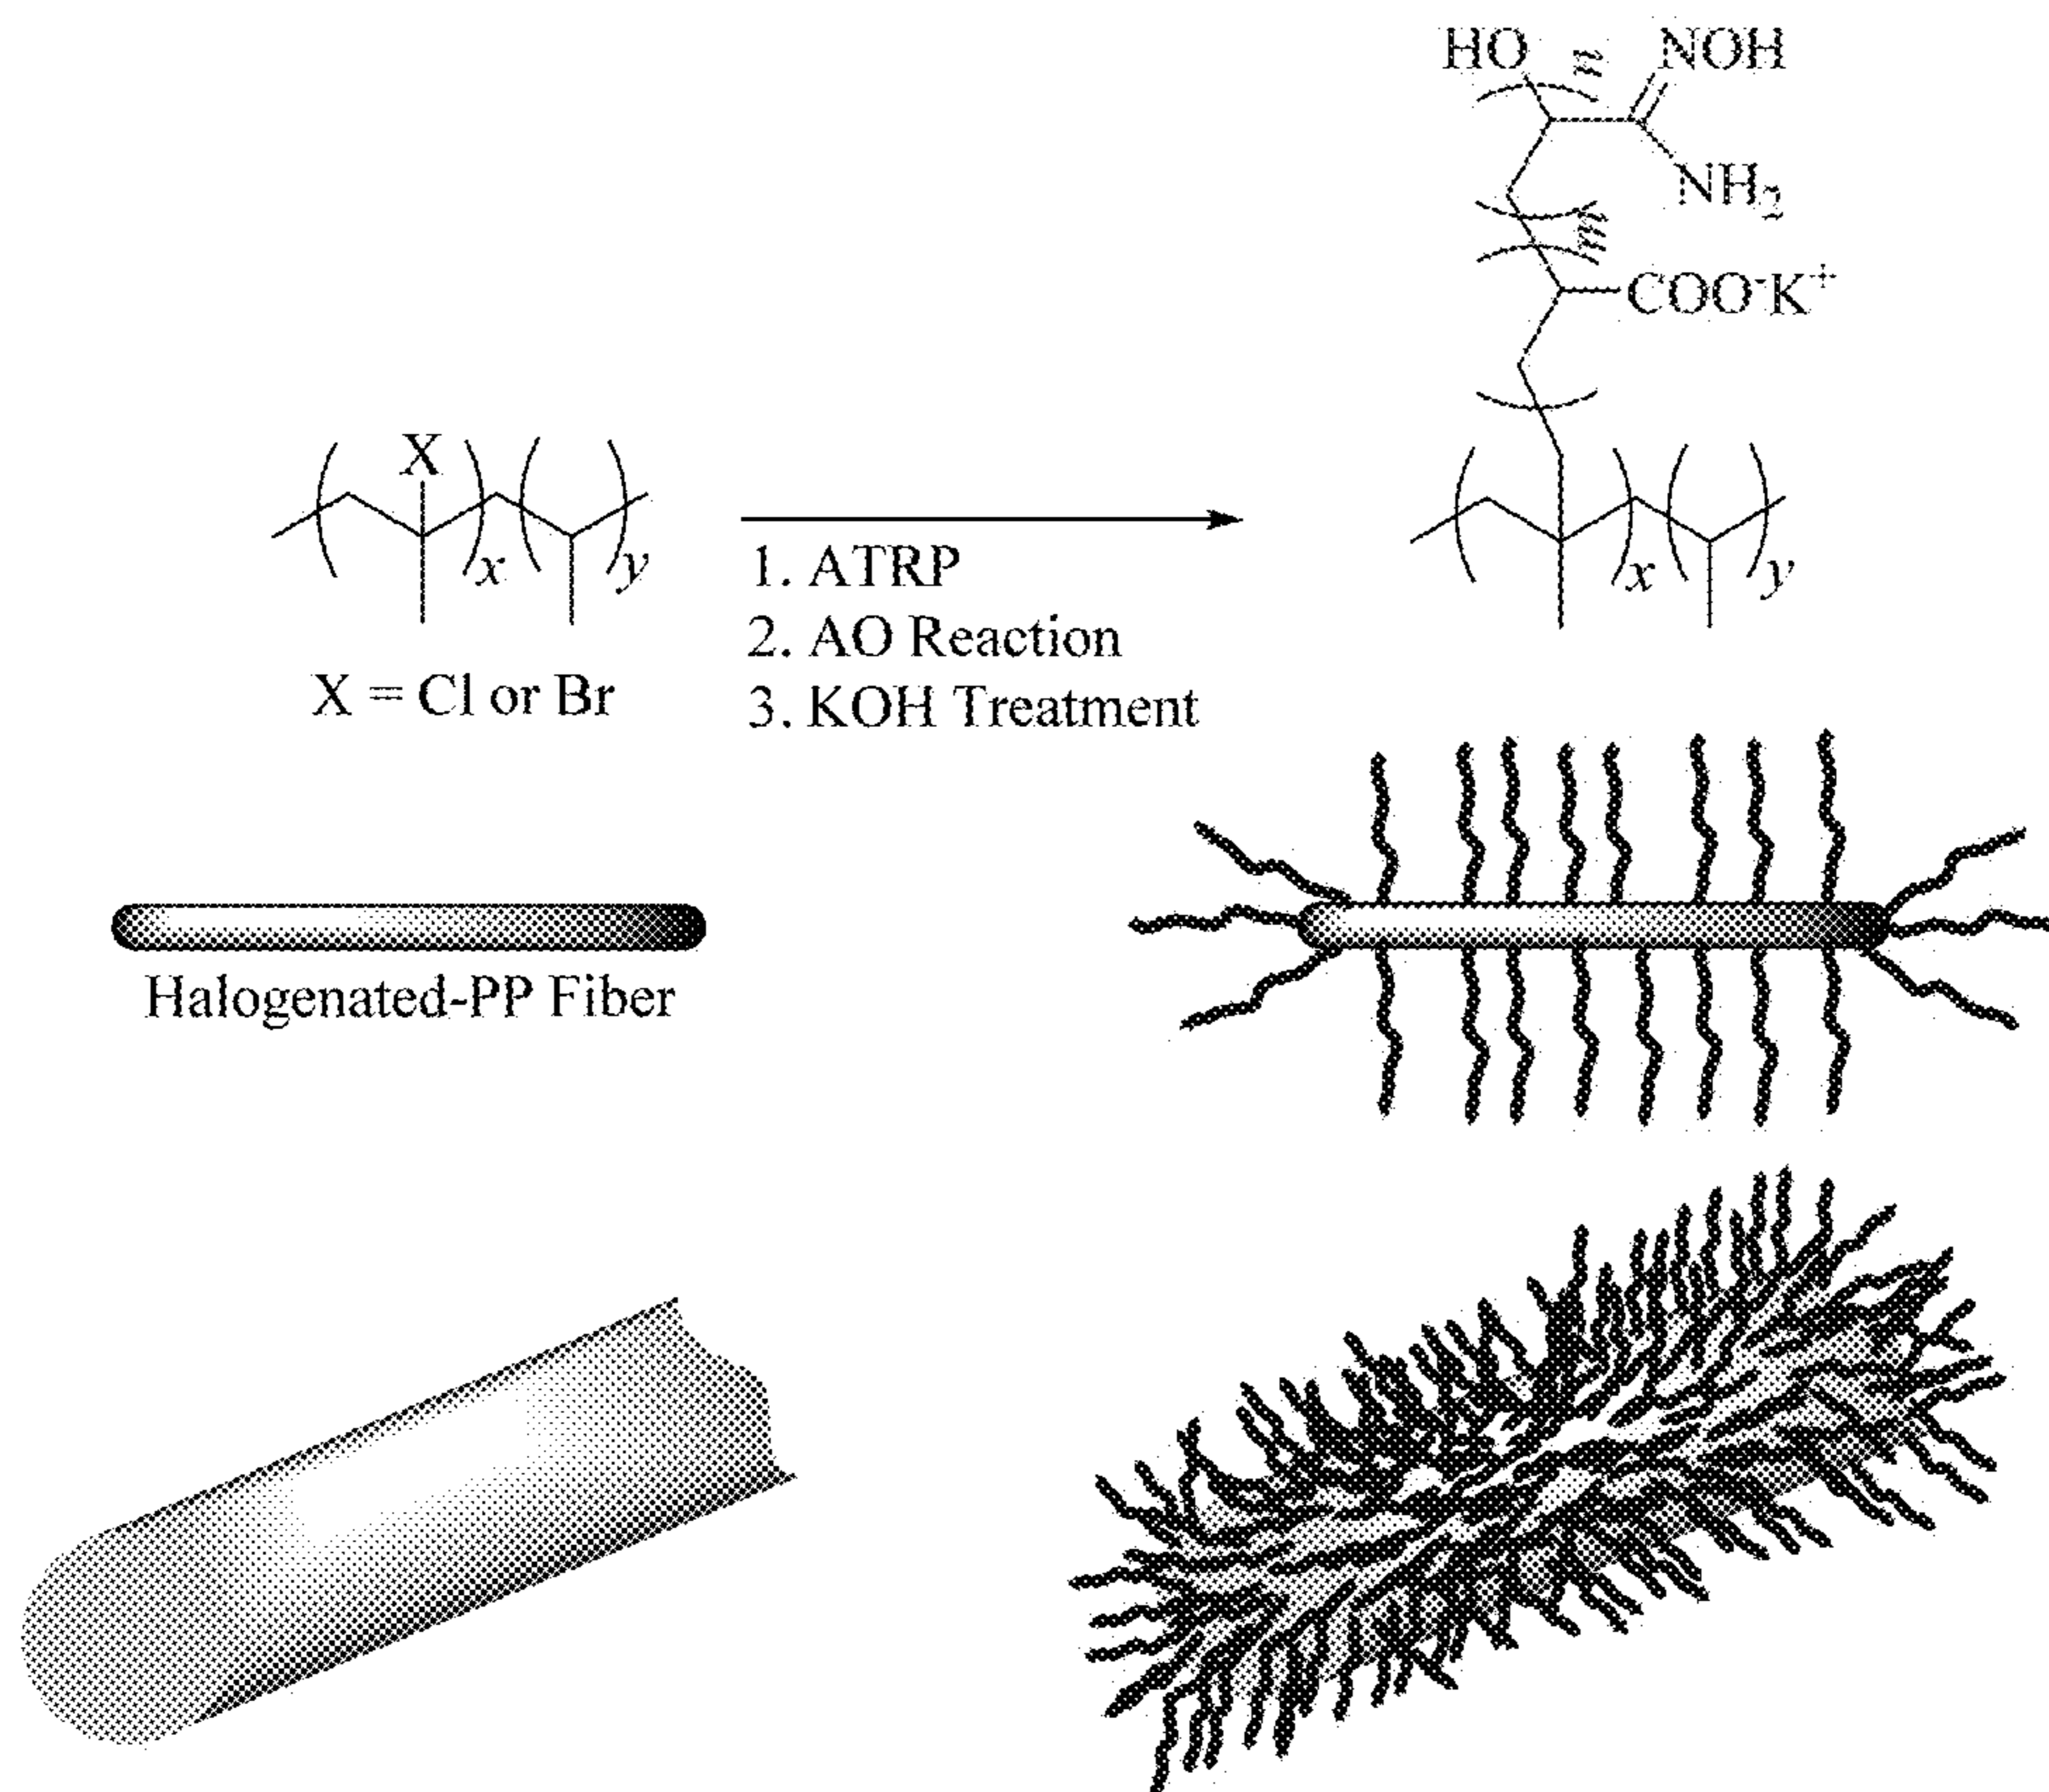 HO n NOH
NH2
m
COO-K+
X
x y
X = Cl or Br
1. ATRP
2. AO Reaction
3. KOH Treatment
x y
Halogenated-PP Fiber